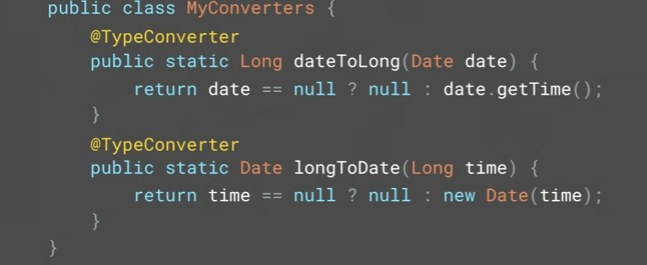 public class MyConverters {
@TypeConverter
public static Long dateToLong(Date date) {
return date == null ? null : date.getTime();
}
@TypeConverter
public static Date longToDate(Long time) {
return time == null ? null : new Date(time);
}
}